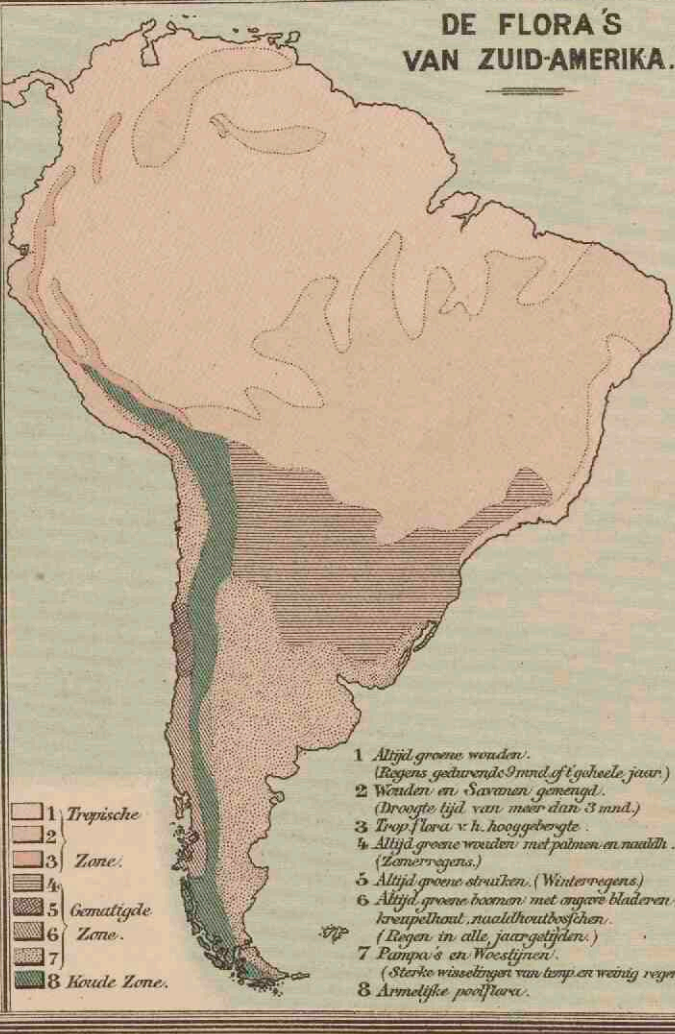 DE FLORA'S
VAN ZUID-AMERIKA.
1 Altijd groene wouden.
(Regens gedurende 9 mnd. of 't geheele jaar.)
2 Wouden en Savanen gemengd.
(Droogte tijd van meer dan 3 mnd.)
3 Trop. flora v. h. hooggebergte.
4 Altijd groene wouden met palmen en naaldh.
(Zomerregens.)
5 Altijd groene struiken. (Winterregens)
6 Altijd groene boomen met ongave bladeren
kreupelhout, naaldhoutbosschen.
(Regen in alle jaargetijden.)
7 Pampa's en Woestijnen.
(Sterke wisselingen van temp. en weinig regen
8 Armelijke poolflora.
1 Tropische
2
3 Zone.
4
5 Gematigde
6 Zone.
7
8 Koude Zone.